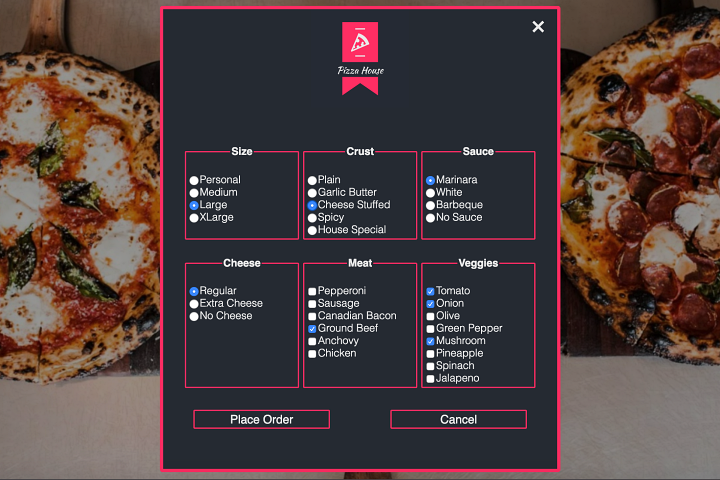 ×
Pizza House
Size
Personal
Medium
Large
XLarge
Crust
Plain
Garlic Butter
Cheese Stuffed
Spicy
House Special
Sauce
Marinara
White
Barbeque
No Sauce
Cheese
Regular
Extra Cheese
No Cheese
Meat
Pepperoni
Sausage
Canadian Bacon
Ground Beef
Anchovy
Chicken
Veggies
Tomato
Onion
Olive
Green Pepper
Mushroom
Pineapple
Spinach
Jalapeno
Place Order
Cancel